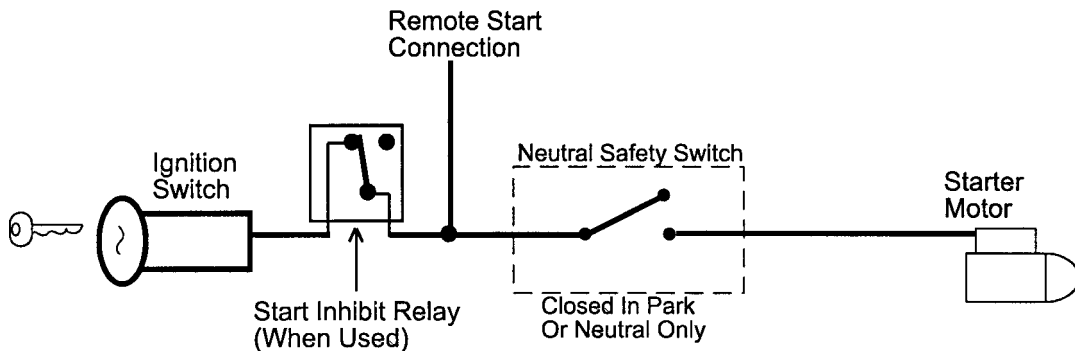 Remote Start
Connection
Ignition
Switch
Neutral Safety Switch
Starter
Motor
Start Inhibit Relay
(When Used)
Closed In Park
Or Neutral Only